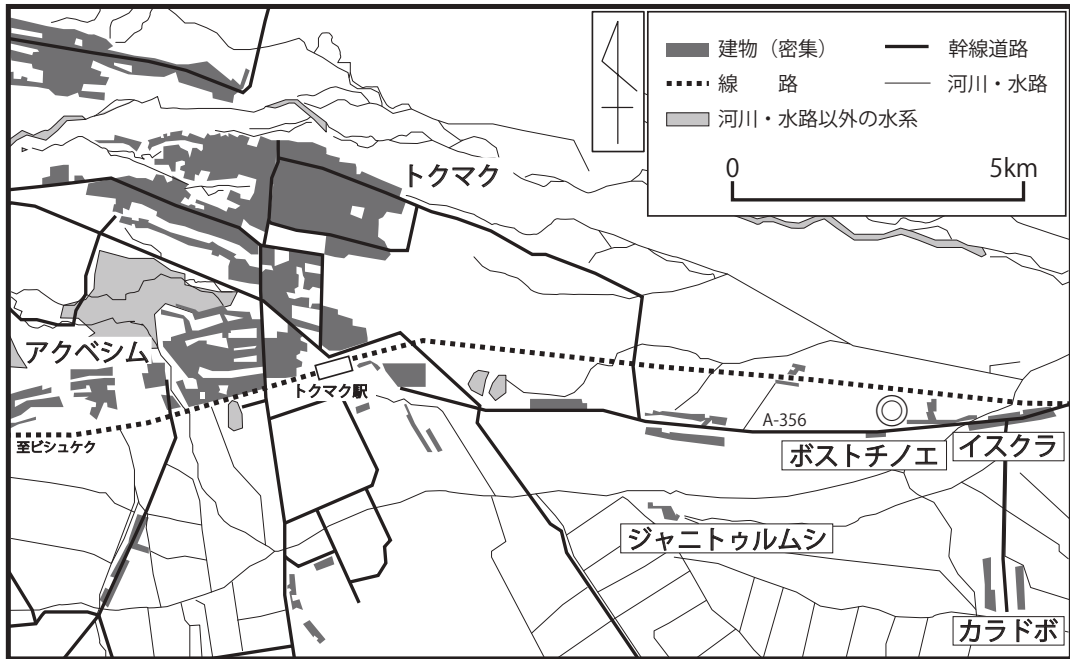 建物（密集）
幹線道路
線　路
河川・水路
河川・水路以外の水系
0
5km
トクマク
アクベシム
トクマク駅
至ビシュケク
A-356
ボストチノエ
イスクラ
ジャニトゥルムシ
カラドボ